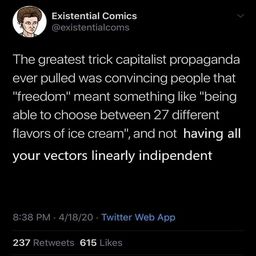 Existential Comics
@existentialcoms
The greatest trick capitalist propaganda
ever pulled was convincing people that
"freedom" meant something like "being
able to choose between 27 different
flavors of ice cream", and not having all
your vectors linearly indipendent
8:38 PM · 4/18/20 · Twitter Web App
237 Retweets 615 Likes